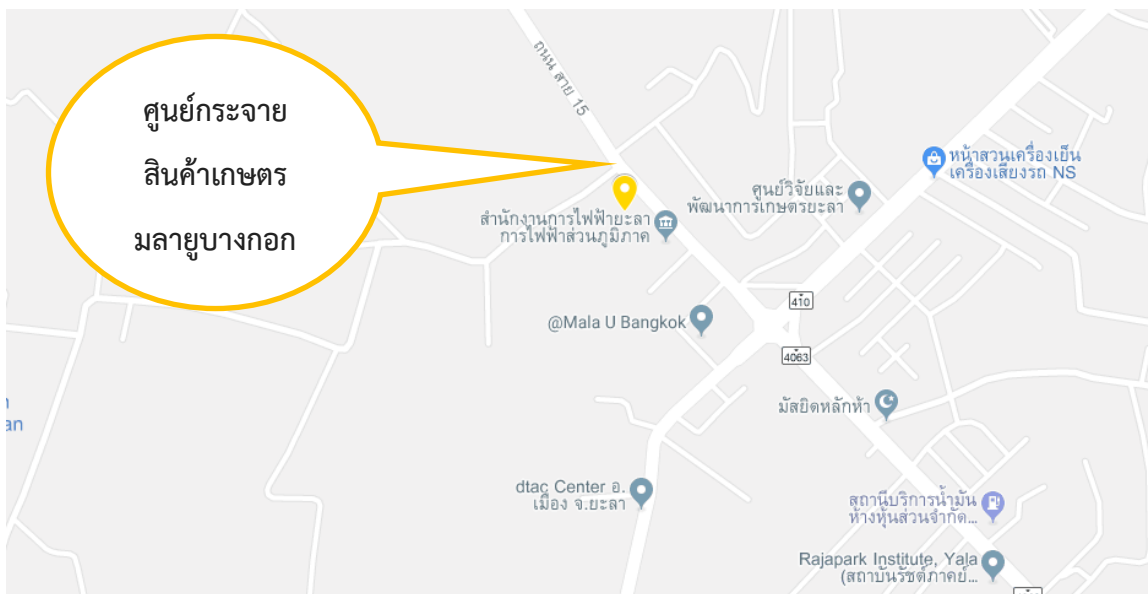 ถนน สาย 15
ศูนย์กระจาย
สินค้าเกษตร
มลายูบางกอก
หน้าสวนเครื่องเย็น
เครื่องเสียงรถ NS
ศูนย์วิจัยและ
พัฒนาการเกษตรยะลา
สำนักงานการไฟฟ้ายะลา
การไฟฟ้าส่วนภูมิภาค
410
@Mala U Bangkok
4063
มัสยิดหลักห้า
an
dtac Center อ.
เมือง จ.ยะลา
สถานีบริการน้ำมัน
ห้างหุ้นส่วนจำกัด...
Rajapark Institute, Yala
(สถาบันรัชต์ภาคย์...